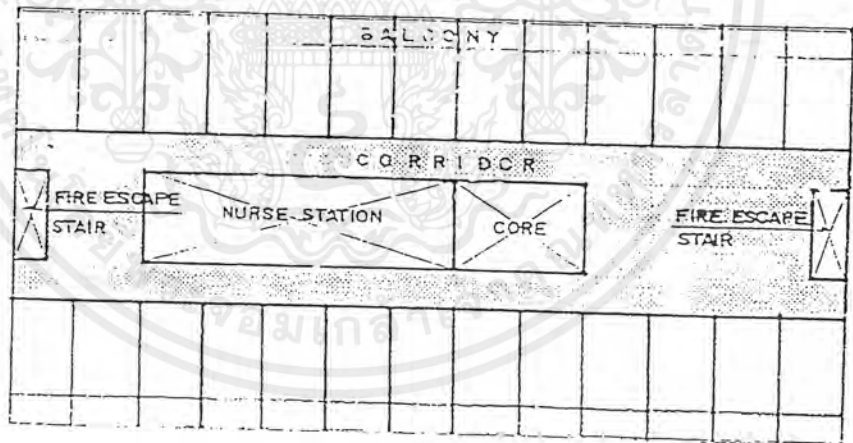 BALCONY
CORRIDOR
FIRE ESCAPE
STAIR
NURSE STATION
CORE
FIRE ESCAPE
STAIR